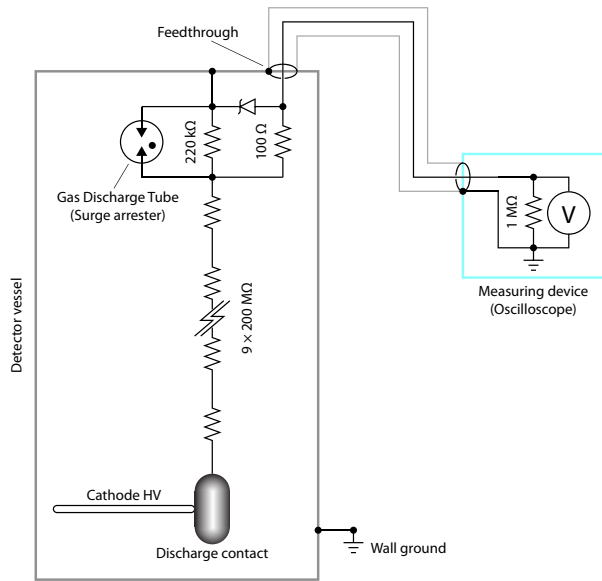 Feedthrough
220 kΩ
100 Ω
Gas Discharge Tube
(Surge arrester)
1 MΩ
V
Measuring device
(Oscilloscope)
9 × 200 MΩ
Detector vessel
Cathode HV
Discharge contact
Wall ground